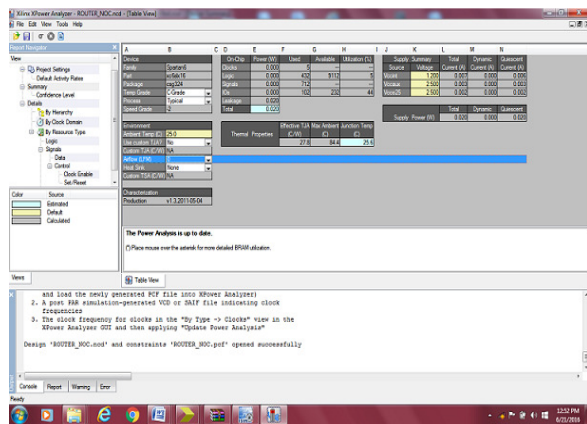 Xilinx XPower Analyzer - ROUTER_NOC.ncd - [Table View]
File Edit View Tools Help
Report Navigator
View
Project Settings
Default Activity Rates
Summary
Confidence Level
Details
By Hierarchy
By Clock Domain
By Resource Type
Logic
Signals
Data
Control
Clock Enable
Set/Reset
Color Source
Estimated
Default
Calculated
Views
A B C D E F G H I J K L M N
Device
Family Spartan6
Part xc6slx16
Package csg324
Temp Grade C-Grade
Process Typical
Speed Grade -2
Environment
Ambient Temp (C) 25.0
Use custom TJA? No
Custom TJA (C/W) NA
Airflow (LFM)
Heat Sink None
Custom TSA (C/W) NA
Characterization
Production v1.3,2011-05-04
On-Chip Power (W) Used Available Utilization (%)
Clocks 0.000 5 --- ---
Logic 0.000 432 9112 5
Signals 0.000 712 --- ---
IOs 0.000 102 232 44
Leakage 0.020
Total 0.020
Thermal Properties Effective TJA Max Ambient Junction Temp
(C/W) (C) (C)
27.8 84.4 25.6
Supply Summary Total Dynamic Quiescent
Source Voltage Current (A) Current (A) Current (A)
Vccint 1.200 0.007 0.000
Vccaux 2.500 0.003 0.000 0.003
Vcco25 2.500 0.002 0.000 0.002
Total Dynamic Quiescent
Supply Power (W) 0.020 0.000 0.020
The Power Analysis is up to date.
(*) Place mouse over the asterisk for more detailed BRAM utilization.
Table View
and load the newly generated PCF file into XPower Analyzer)
2. A post PAR simulation-generated VCD or SAIF file indicating clock
frequencies
3. The clock frequency for clocks in the "By Type -> Clocks" view in the
XPower Analyzer GUI and then applying "Update Power Analysis"
Design 'ROUTER_NOC.ncd' and constraints 'ROUTER_NOC.pcf' opened successfully
Console Report Warning Error
Ready
12:52 PM
6/21/2016